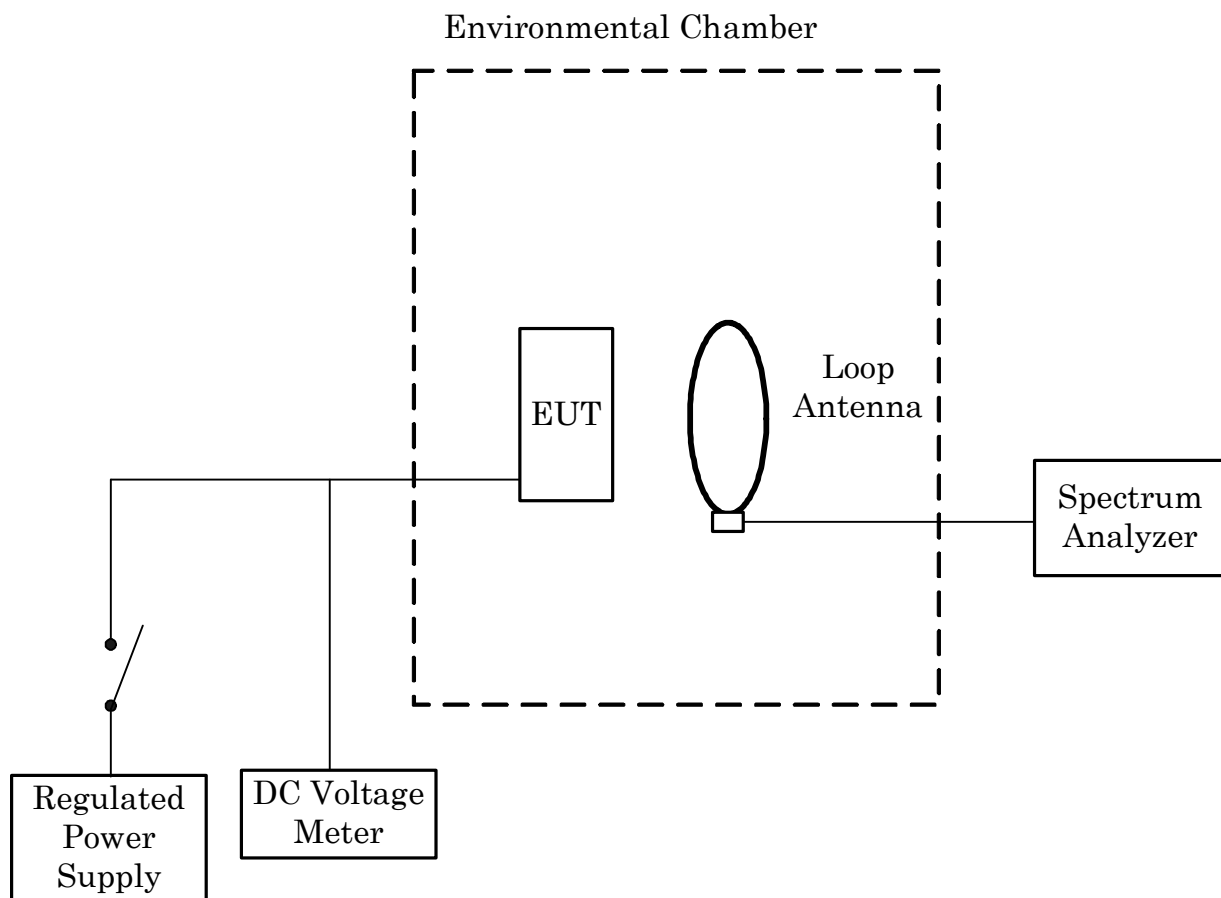 Environmental Chamber
EUT
Loop
Antenna
Spectrum
Analyzer
Regulated
Power
Supply
DC Voltage
Meter